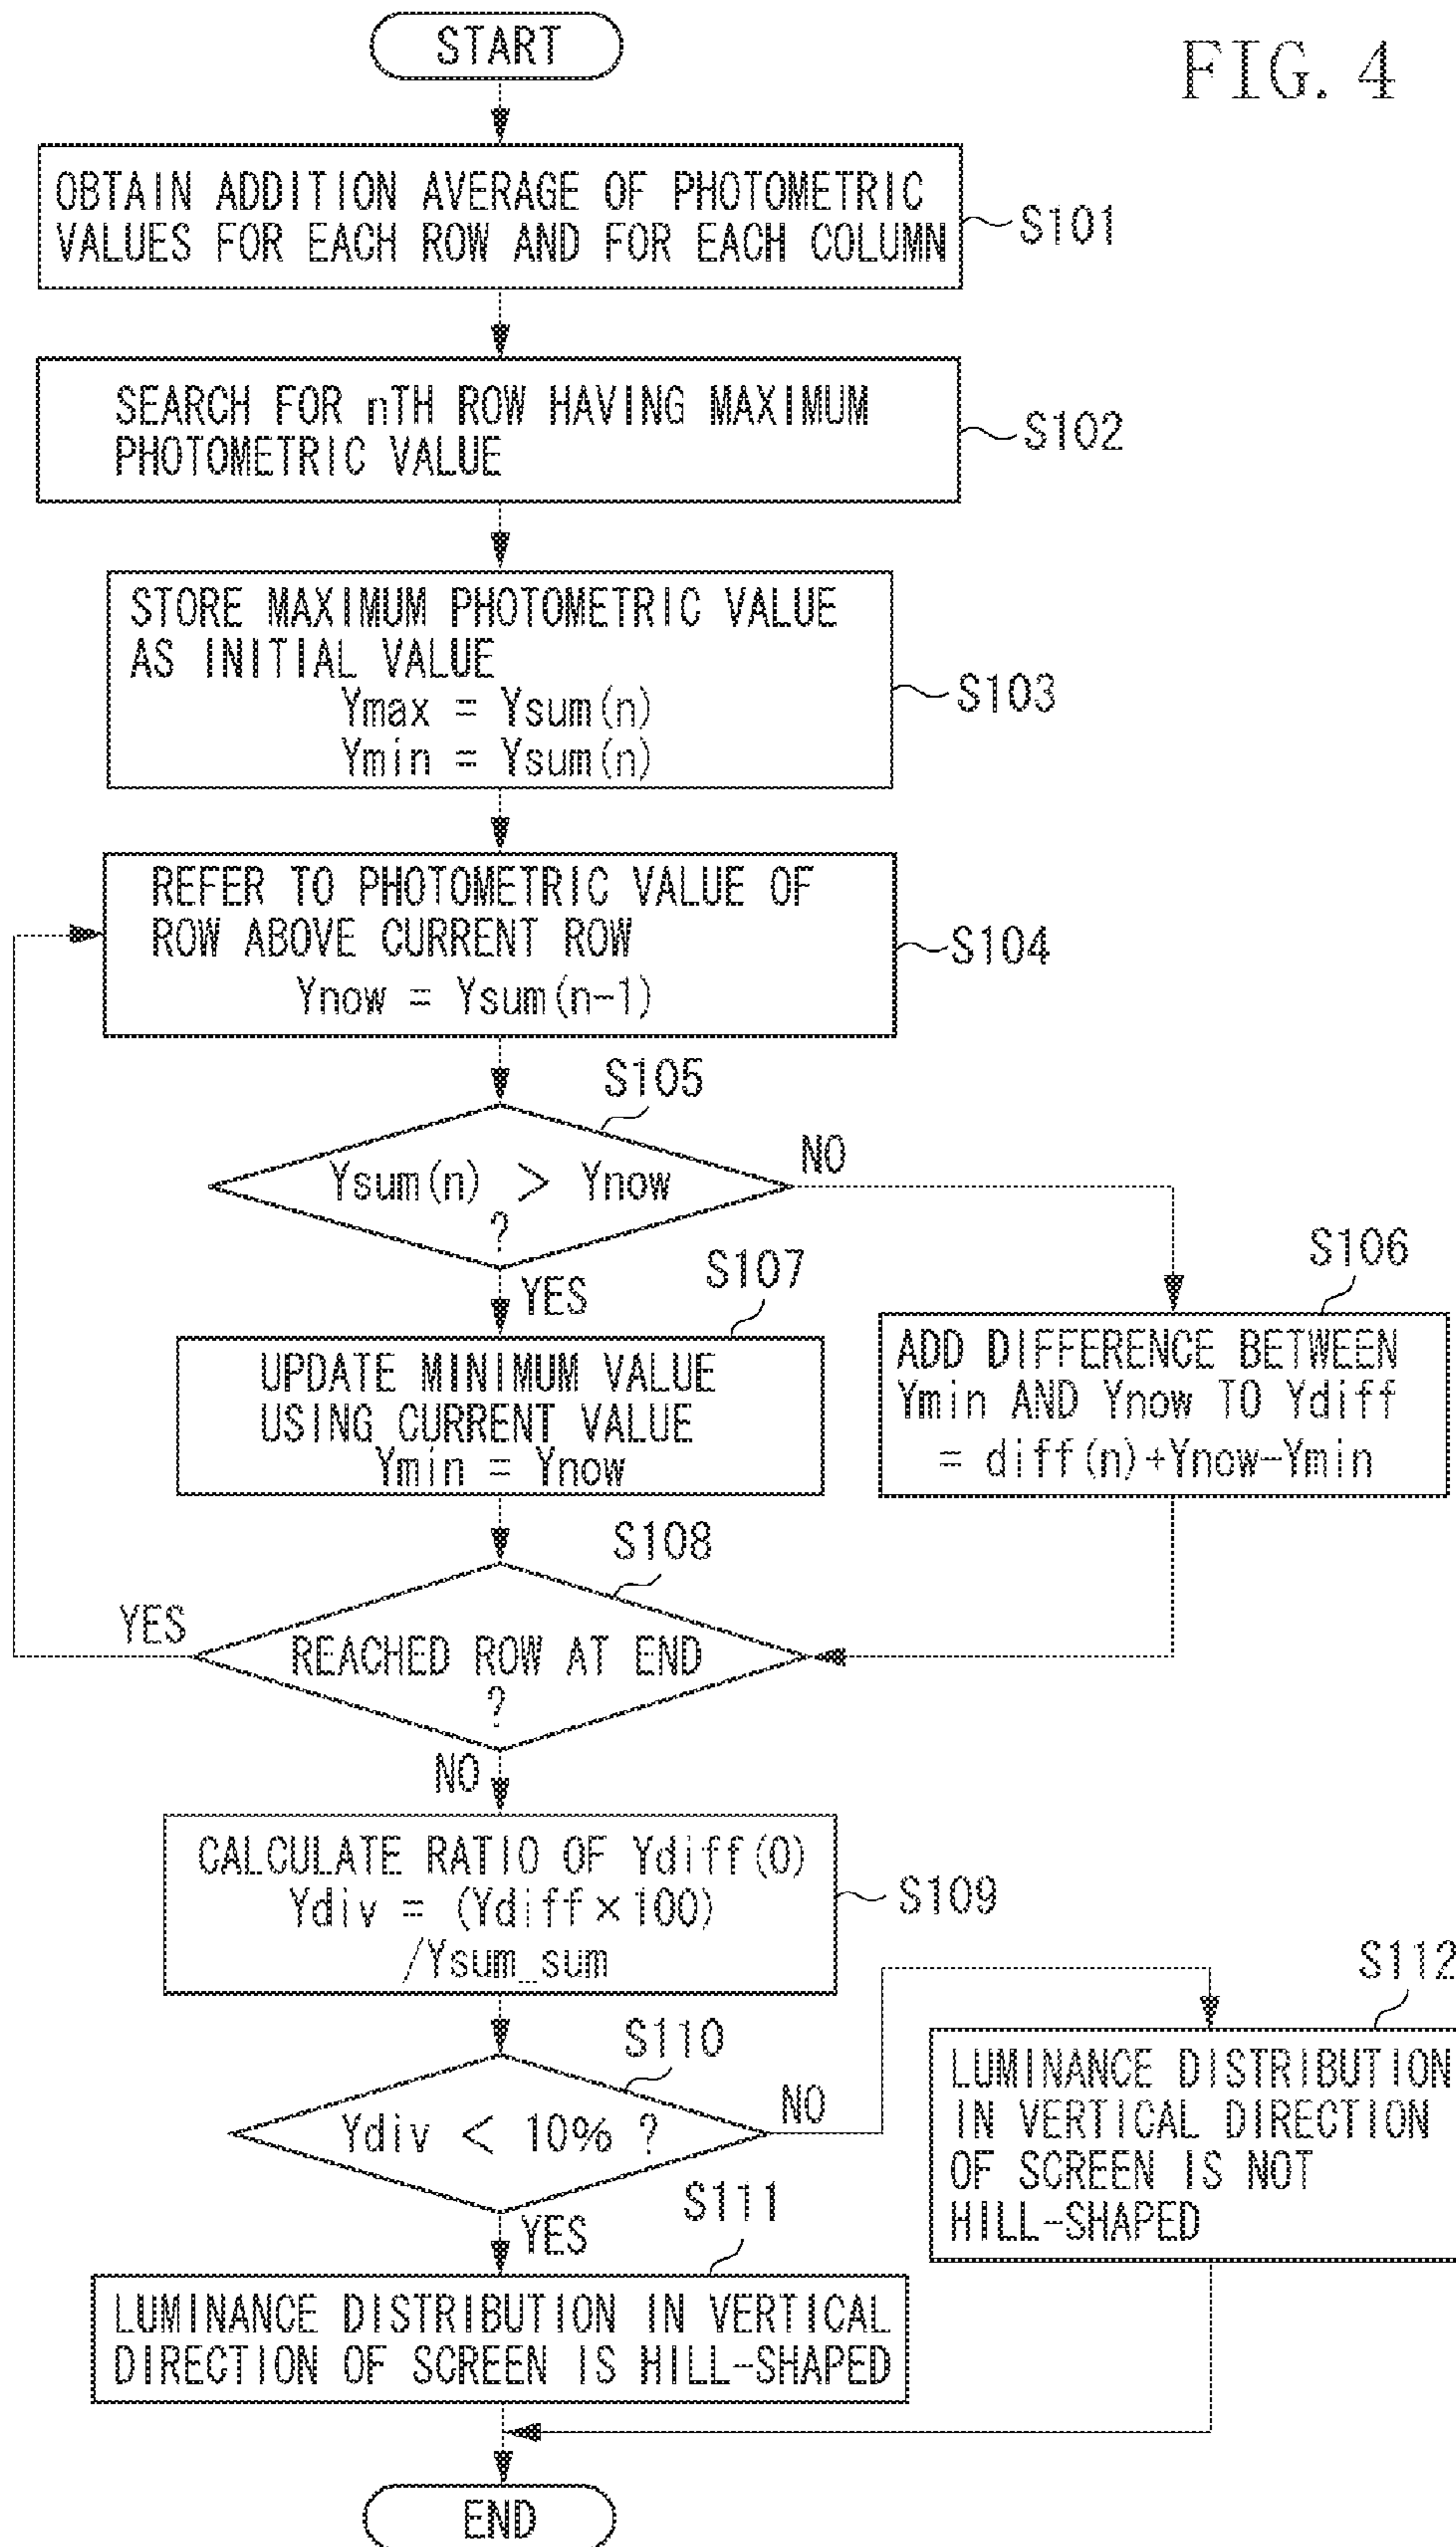 FIG. 4
START
OBTAIN ADDITION AVERAGE OF PHOTOMETRIC
VALUES FOR EACH ROW AND FOR EACH COLUMN
S101
SEARCH FOR nTH ROW HAVING MAXIMUM
PHOTOMETRIC VALUE
S102
STORE MAXIMUM PHOTOMETRIC VALUE
AS INITIAL VALUE
Ymax = Ysum(n)
Ymin = Ysum(n)
S103
REFER TO PHOTOMETRIC VALUE OF
ROW ABOVE CURRENT ROW
Ynow = Ysum(n-1)
S104
S105
Ysum(n) > Ynow
?
NO
YES
S106
ADD DIFFERENCE BETWEEN
Ymin AND Ynow TO Ydiff
= diff(n)+Ynow-Ymin
S107
UPDATE MINIMUM VALUE
USING CURRENT VALUE
Ymin = Ynow
S108
REACHED ROW AT END
?
YES
NO
CALCULATE RATIO OF Ydiff(0)
Ydiv = (Ydiff×100)
/Ysum_sum
S109
S110
Ydiv < 10% ?
NO
YES
S112
LUMINANCE DISTRIBUTION
IN VERTICAL DIRECTION
OF SCREEN IS NOT
HILL-SHAPED
S111
LUMINANCE DISTRIBUTION IN VERTICAL
DIRECTION OF SCREEN IS HILL-SHAPED
END